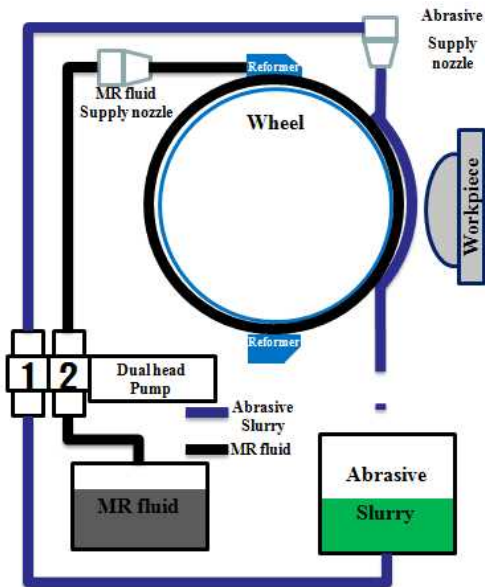 Abrasive
Supply
nozzle
Reformer
MR fluid
Supply nozzle
Wheel
Workpiece
Reformer
1 2
Dual head
Pump
Abrasive
Slurry
MR fluid
MR fluid
Abrasive
Slurry